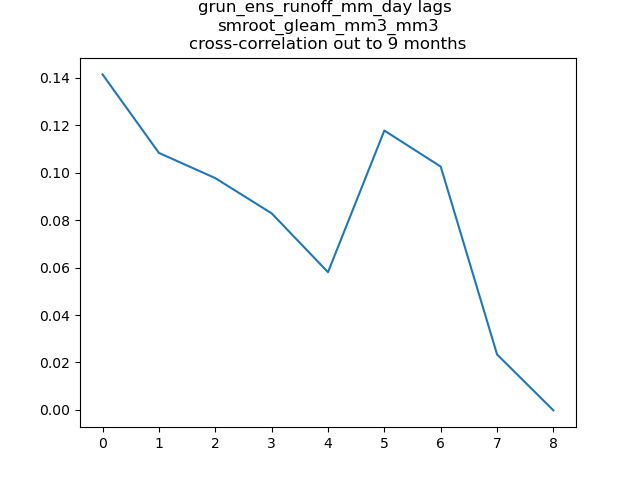 grun_ens_runoff_mm_day lags
smroot_gleam_mm3_mm3
cross-correlation out to 9 months
0.14
0.12
0.10
0.08
0.06
0.04
0.02
0.00
0 1 2 3 4 5 6 7 8